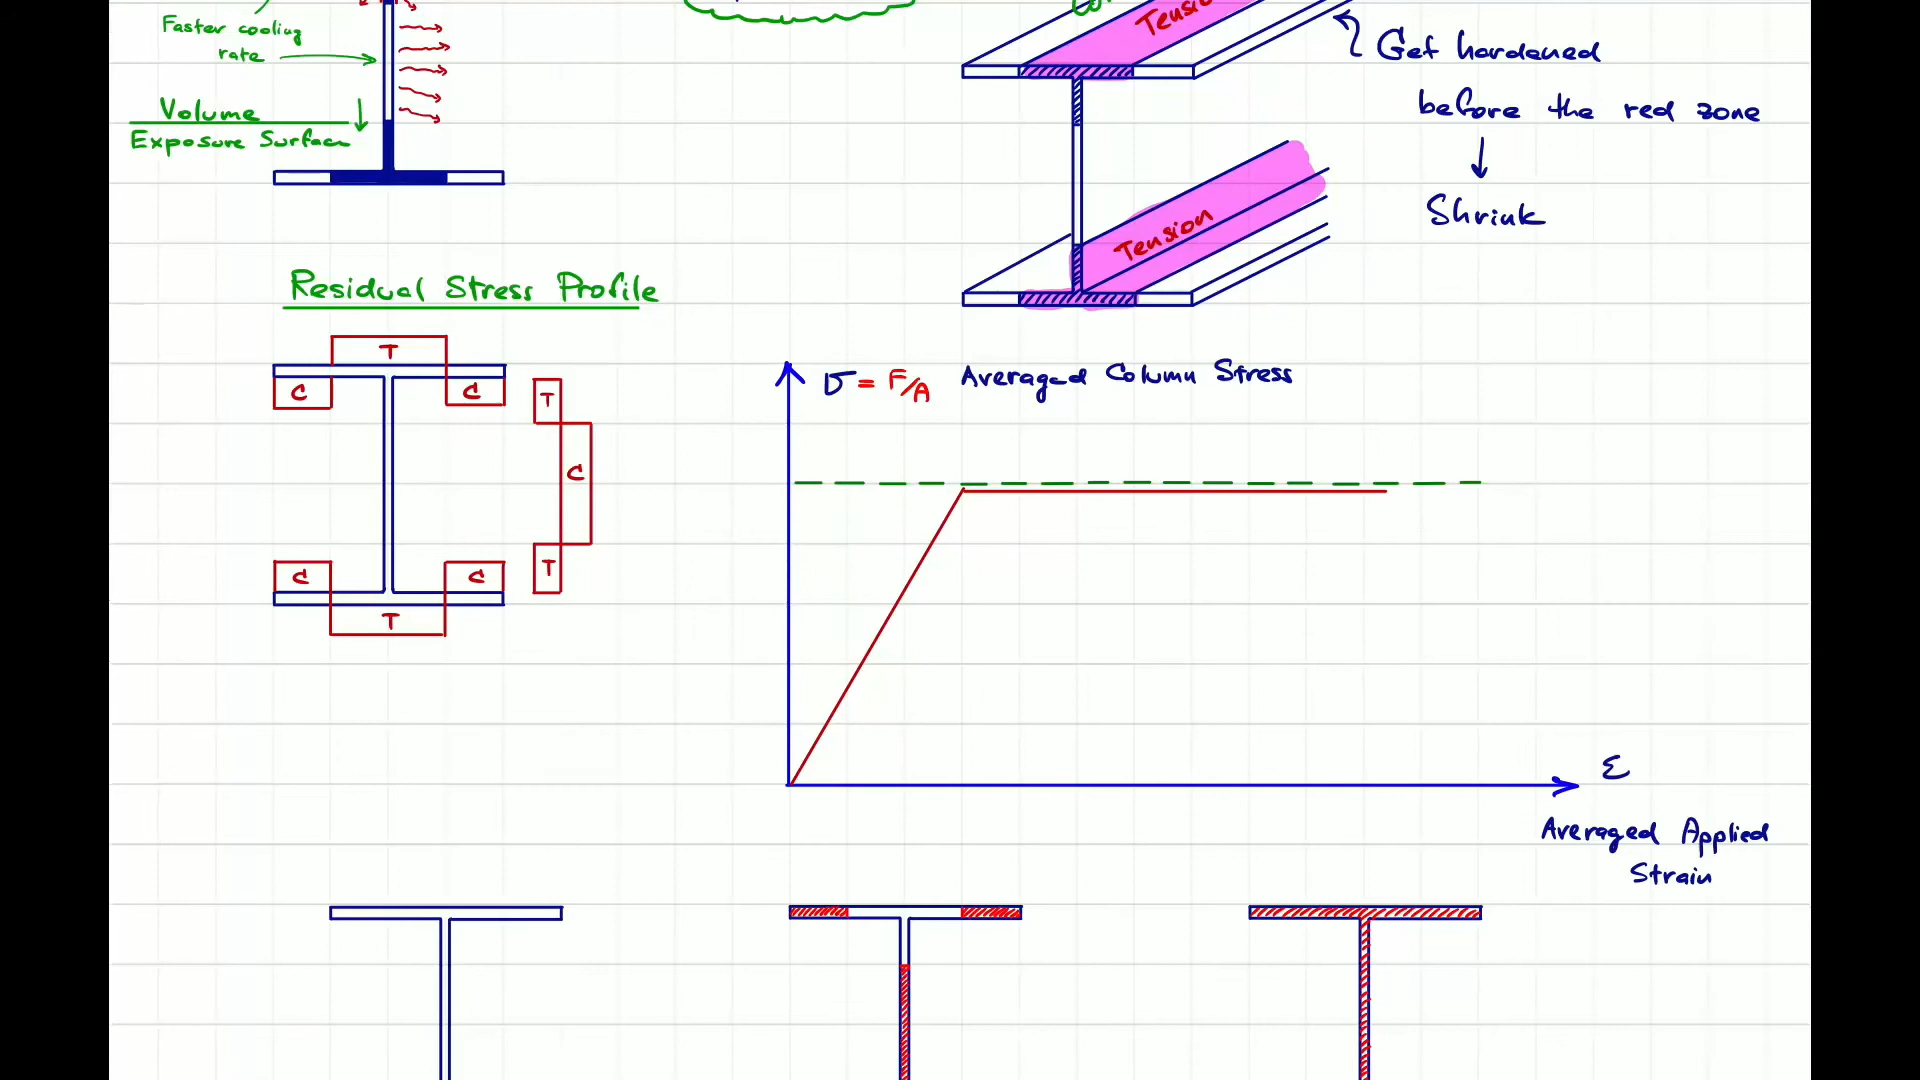 Faster cooling
rate
Volume
Exposure Surface
Tension
Get hardened
before the red zone
Shrink
Tension
Residual Stress Profile
T
C
C
T
C
T
C
C
T
σ = F/A Averaged Column Stress
ε
Averaged Applied
Strain